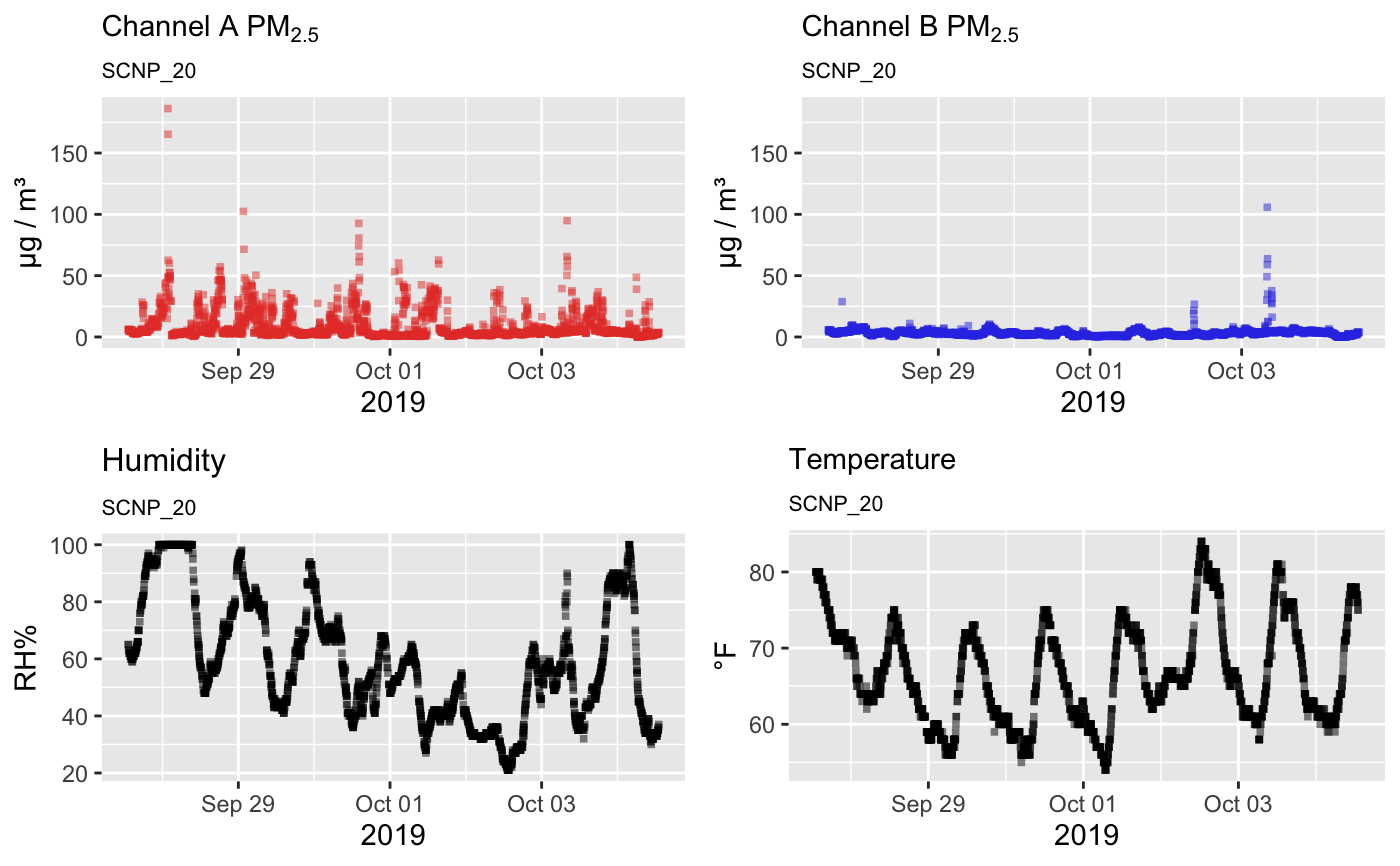 Channel A PM2.5
SCNP_20
150
100
50
0
µg / m³
Sep 29 Oct 01 Oct 03
2019
Channel B PM2.5
SCNP_20
150
100
50
0
µg / m³
Sep 29 Oct 01 Oct 03
2019
Humidity
SCNP_20
100
80
60
40
20
RH%
Sep 29 Oct 01 Oct 03
2019
Temperature
SCNP_20
80
70
60
°F
Sep 29 Oct 01 Oct 03
2019